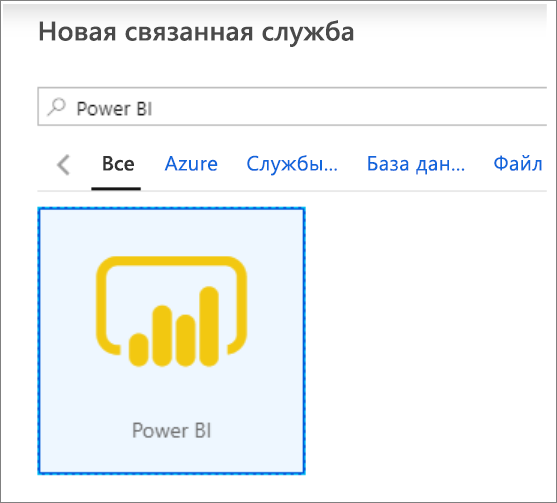 Новая связанная служба
Power BI
Все Azure Службы... База дан... Файл
Power BI